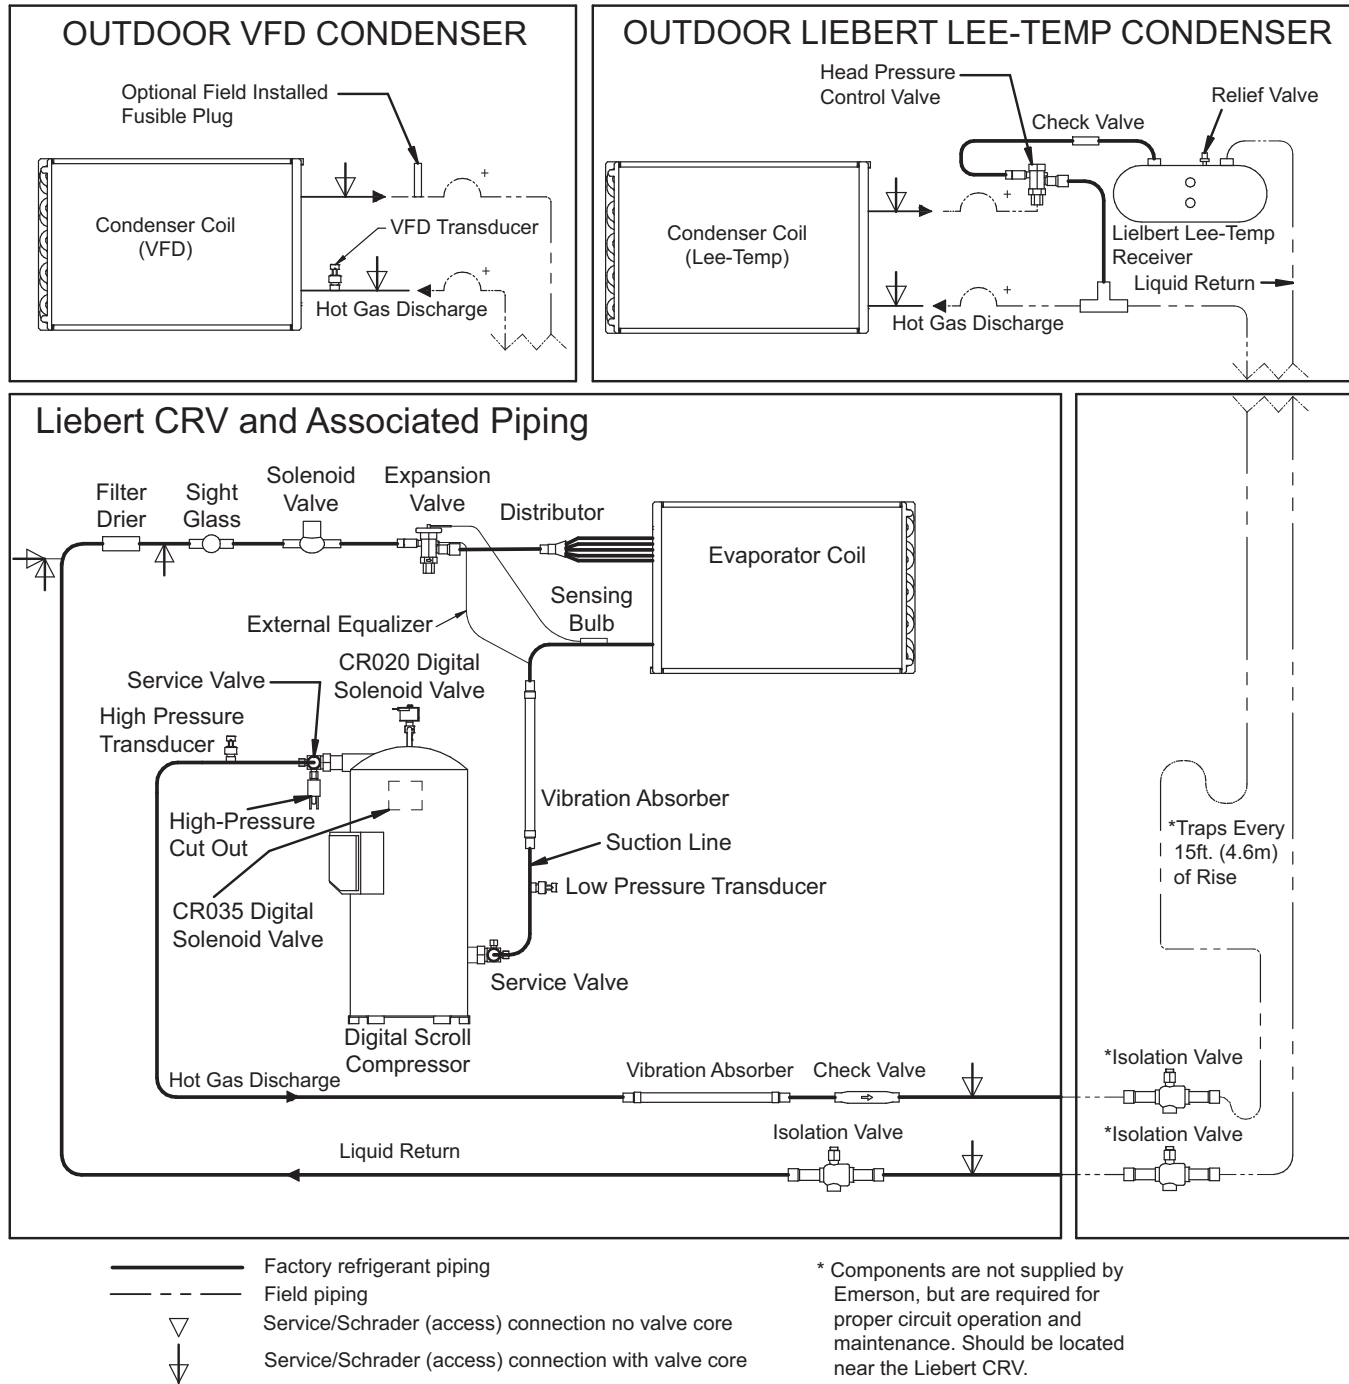 OUTDOOR VFD CONDENSER
Optional Field Installed
Fusible Plug
+
Condenser Coil
(VFD)
VFD Transducer
+
Hot Gas Discharge
OUTDOOR LIEBERT LEE-TEMP CONDENSER
Head Pressure
Control Valve
Relief Valve
Check Valve
+
Condenser Coil
(Lee-Temp)
Lielbert Lee-Temp
Receiver
Liquid Return
+
Hot Gas Discharge
Liebert CRV and Associated Piping
Filter
Drier
Sight
Glass
Solenoid
Valve
Expansion
Valve
Distributor
Evaporator Coil
Sensing
Bulb
External Equalizer
CR020 Digital
Solenoid Valve
Service Valve
High Pressure
Transducer
High-Pressure
Cut Out
Vibration Absorber
Suction Line
Low Pressure Transducer
CR035 Digital
Solenoid Valve
Service Valve
Digital Scroll
Compressor
Hot Gas Discharge
Vibration Absorber
Check Valve
Isolation Valve
Liquid Return
*Traps Every
15ft. (4.6m)
of Rise
*Isolation Valve
*Isolation Valve
Factory refrigerant piping
Field piping
Service/Schrader (access) connection no valve core
Service/Schrader (access) connection with valve core
* Components are not supplied by
Emerson, but are required for
proper circuit operation and
maintenance. Should be located
near the Liebert CRV.